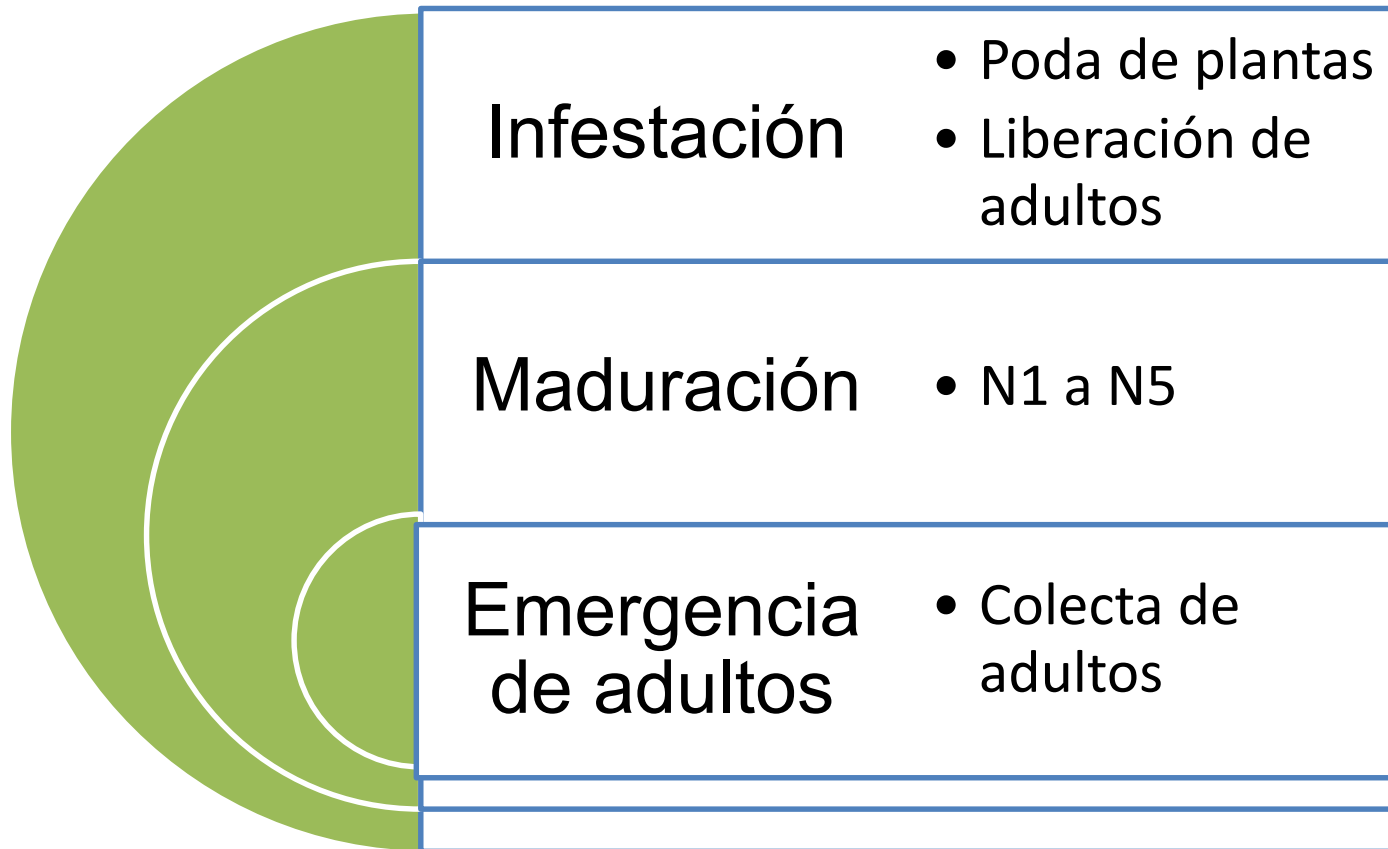 Infestación
• Poda de plantas
• Liberación de
adultos
Maduración
• N1 a N5
Emergencia
de adultos
• Colecta de
adultos